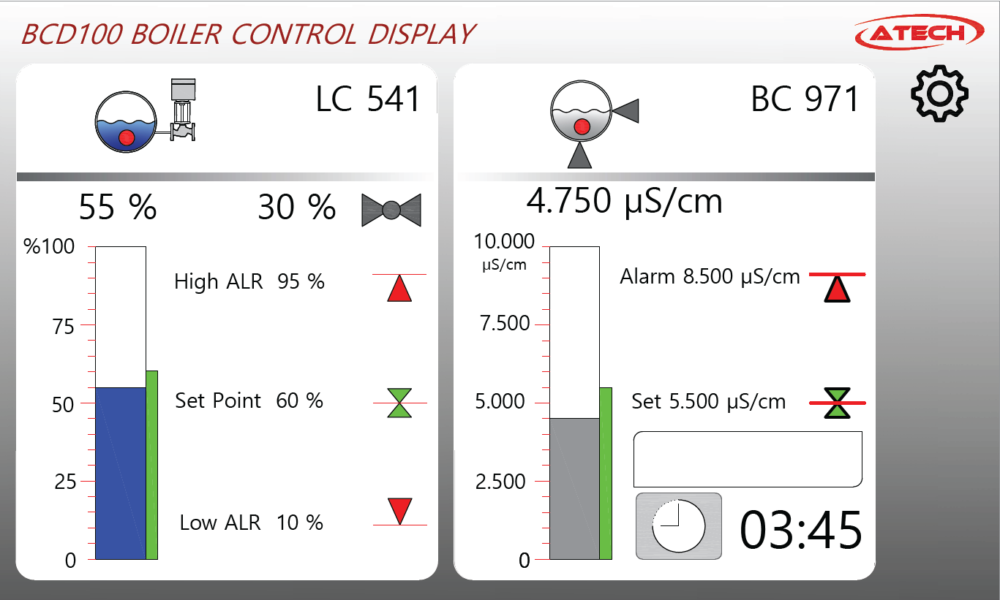 BCD100 BOILER CONTROL DISPLAY
ATECH
LC 541
55 %
30 %
%100
75
50
25
0
High ALR 95 %
Set Point 60 %
Low ALR 10 %
BC 971
4.750 µS/cm
10.000
µS/cm
7.500
5.000
2.500
0
Alarm 8.500 µS/cm
Set 5.500 µS/cm
03:45